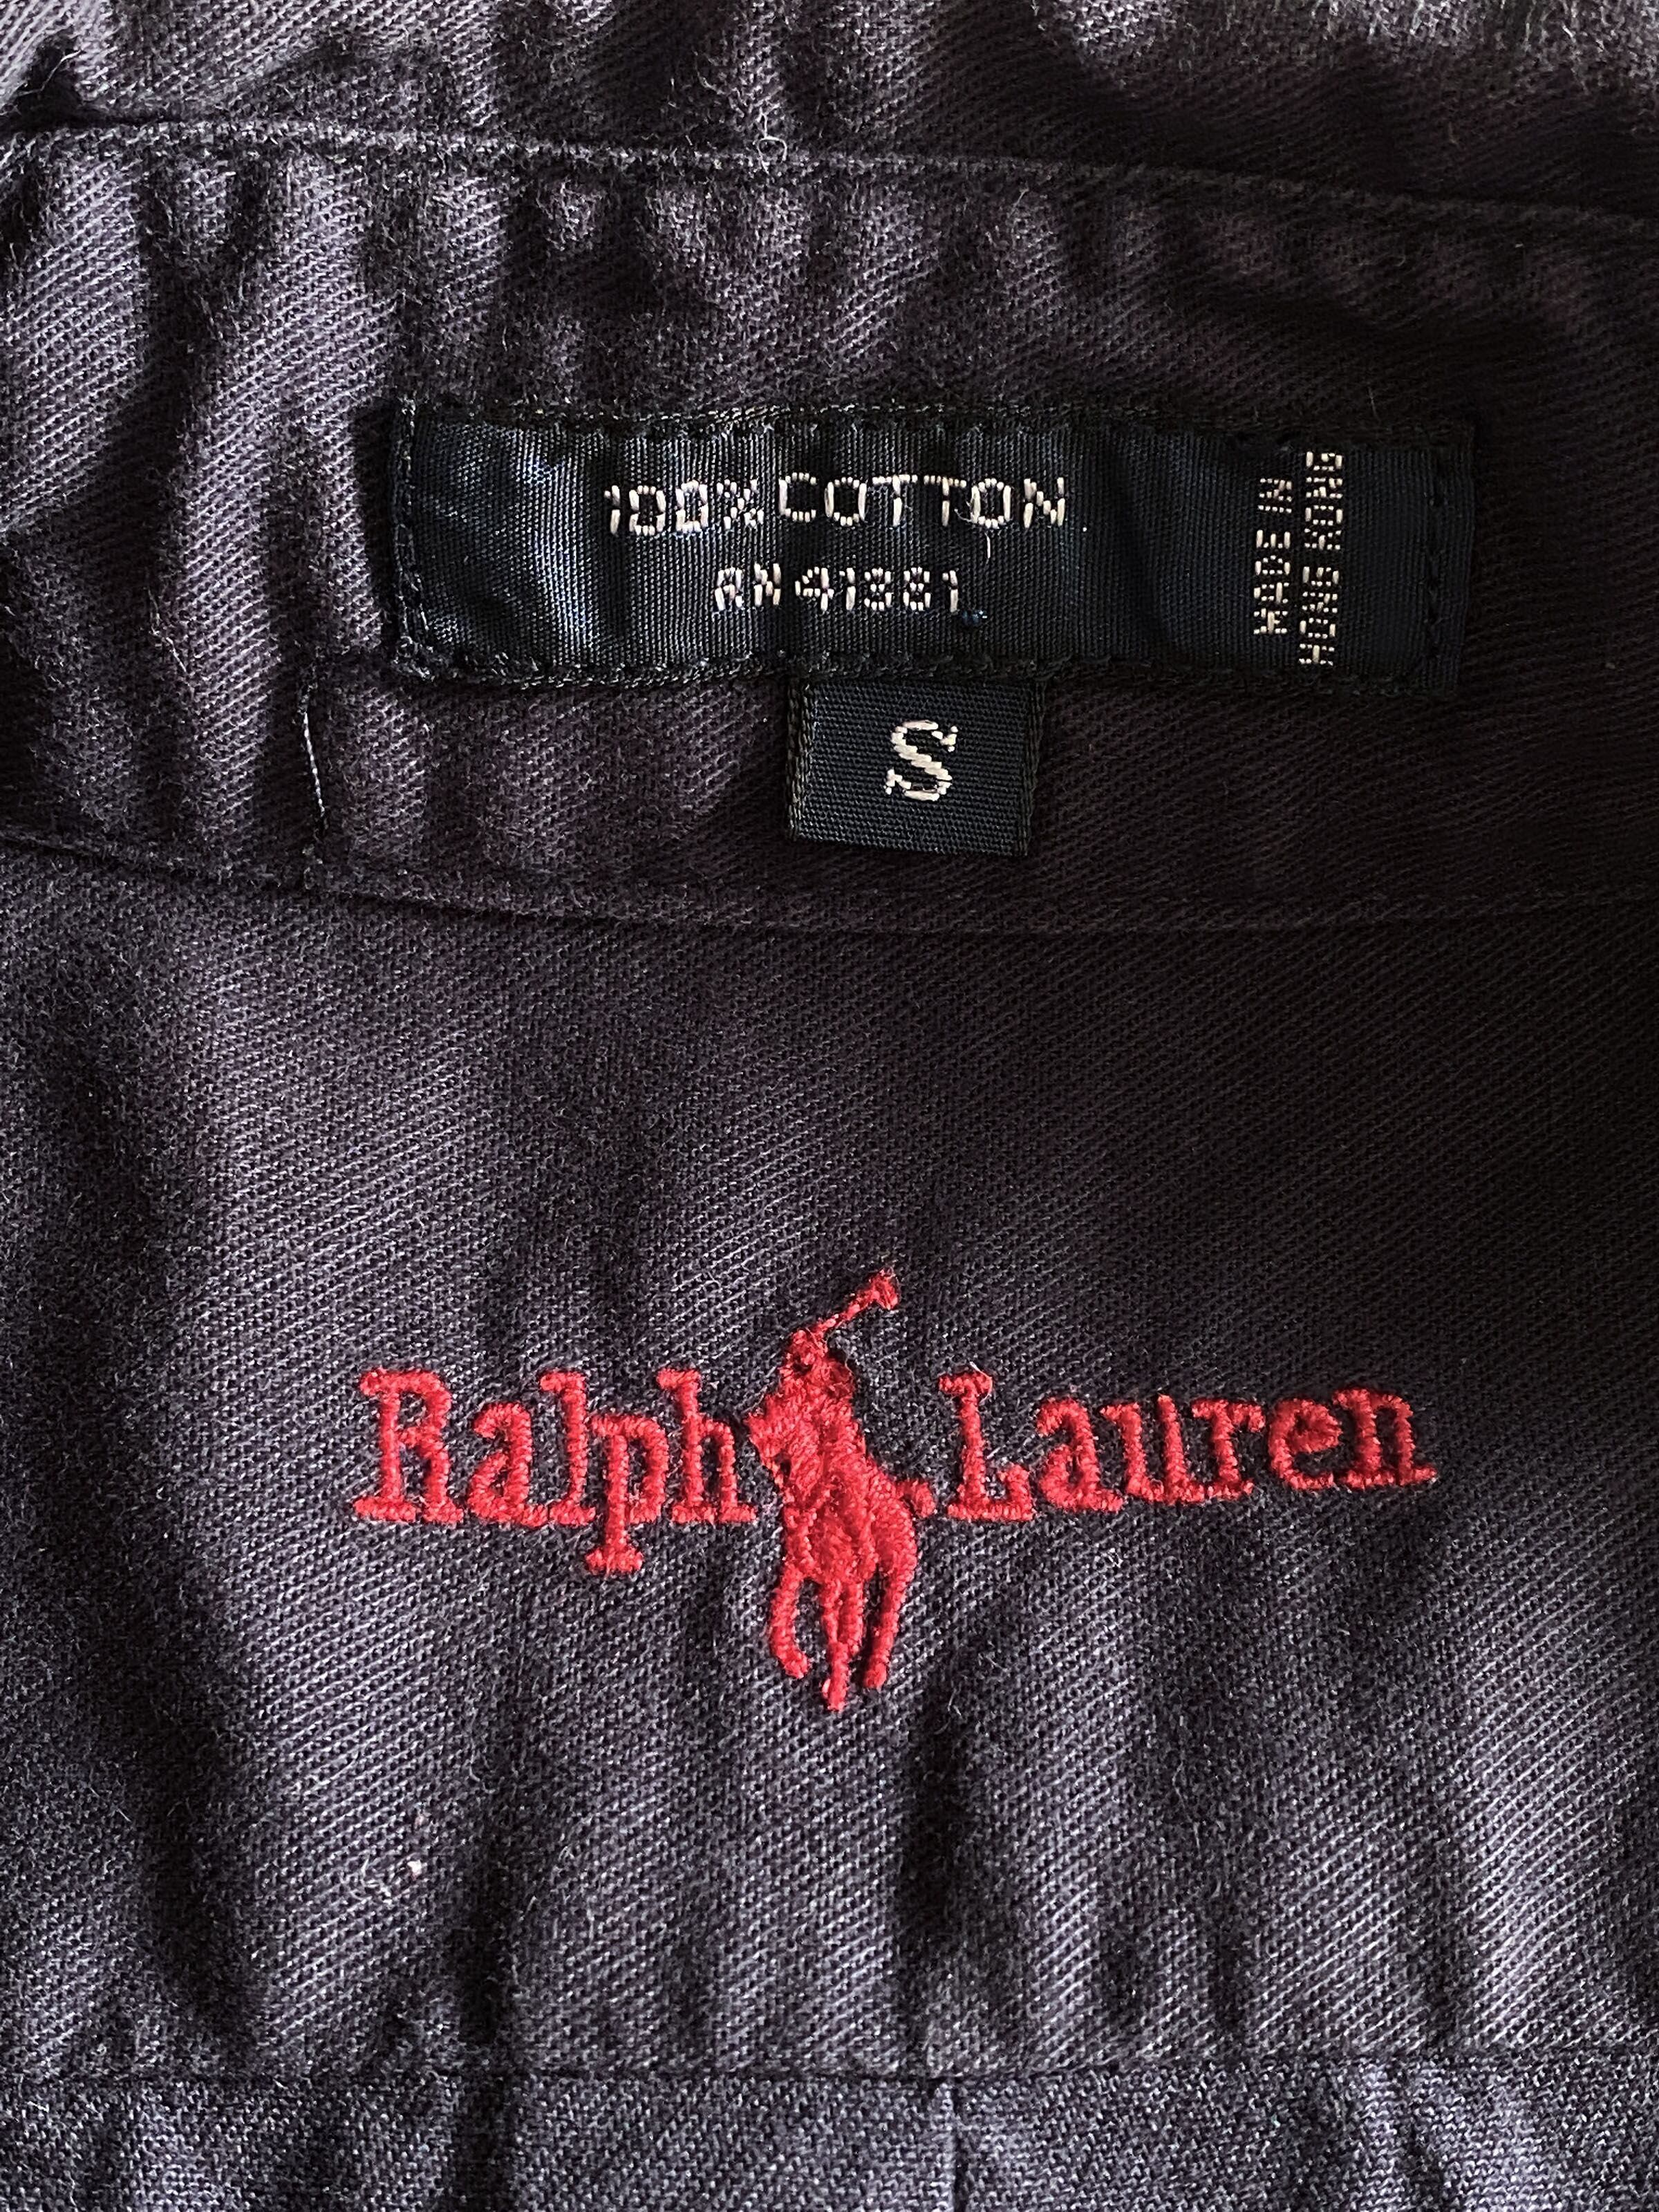 100% COTTON
RN 41381
MADE IN
HONG KONG
S
Ralph Lauren